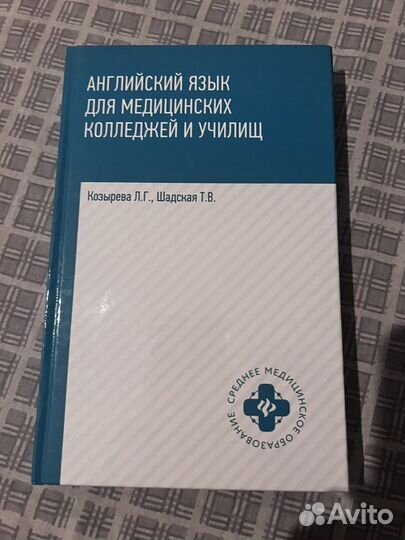 АНГЛИЙСКИЙ ЯЗЫК
ДЛЯ МЕДИЦИНСКИХ
КОЛЛЕДЖЕЙ И УЧИЛИЩ
Козырева Л.Г., Шадская Т.В.
СРЕДНЕЕ МЕДИЦИНСКОЕ ОБРАЗОВАНИЕ
Avito